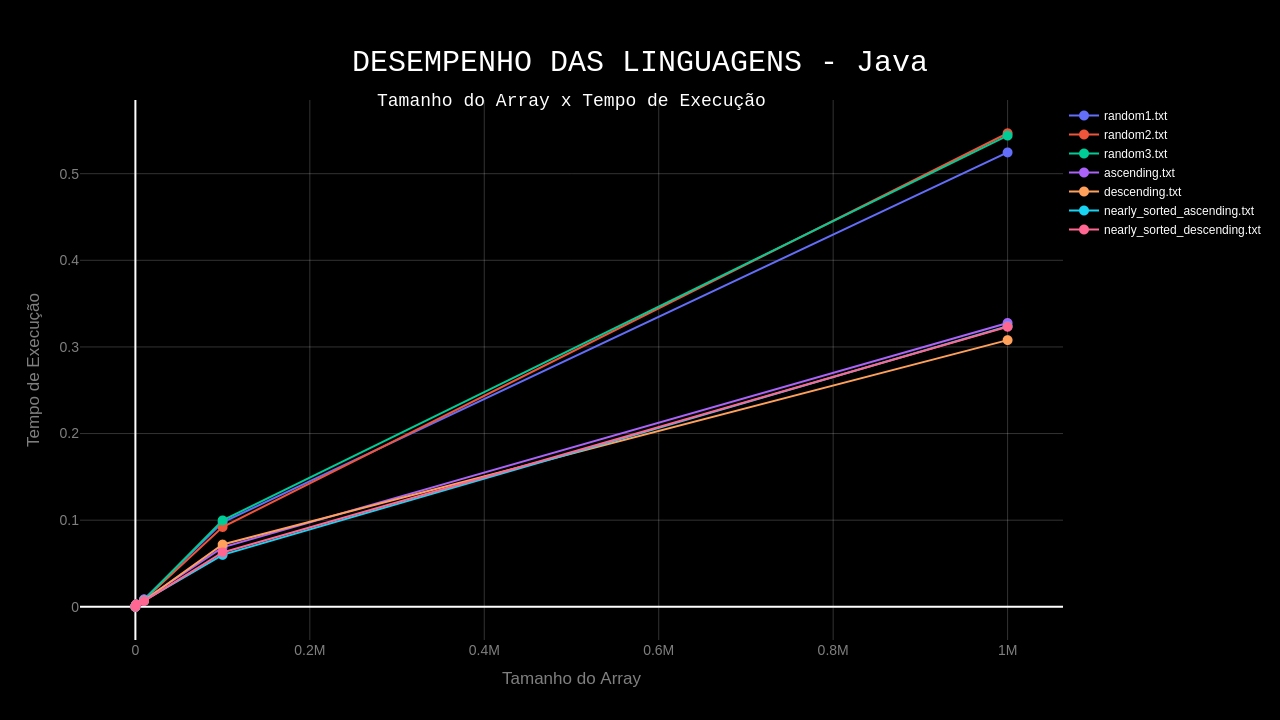 DESEMPENHO DAS LINGUAGENS - Java
Tamanho do Array x Tempo de Execução
random1.txt
random2.txt
random3.txt
ascending.txt
descending.txt
nearly_sorted_ascending.txt
nearly_sorted_descending.txt
Tempo de Execução
0.5
0.4
0.3
0.2
0.1
0
0 0.2M 0.4M 0.6M 0.8M 1M
Tamanho do Array